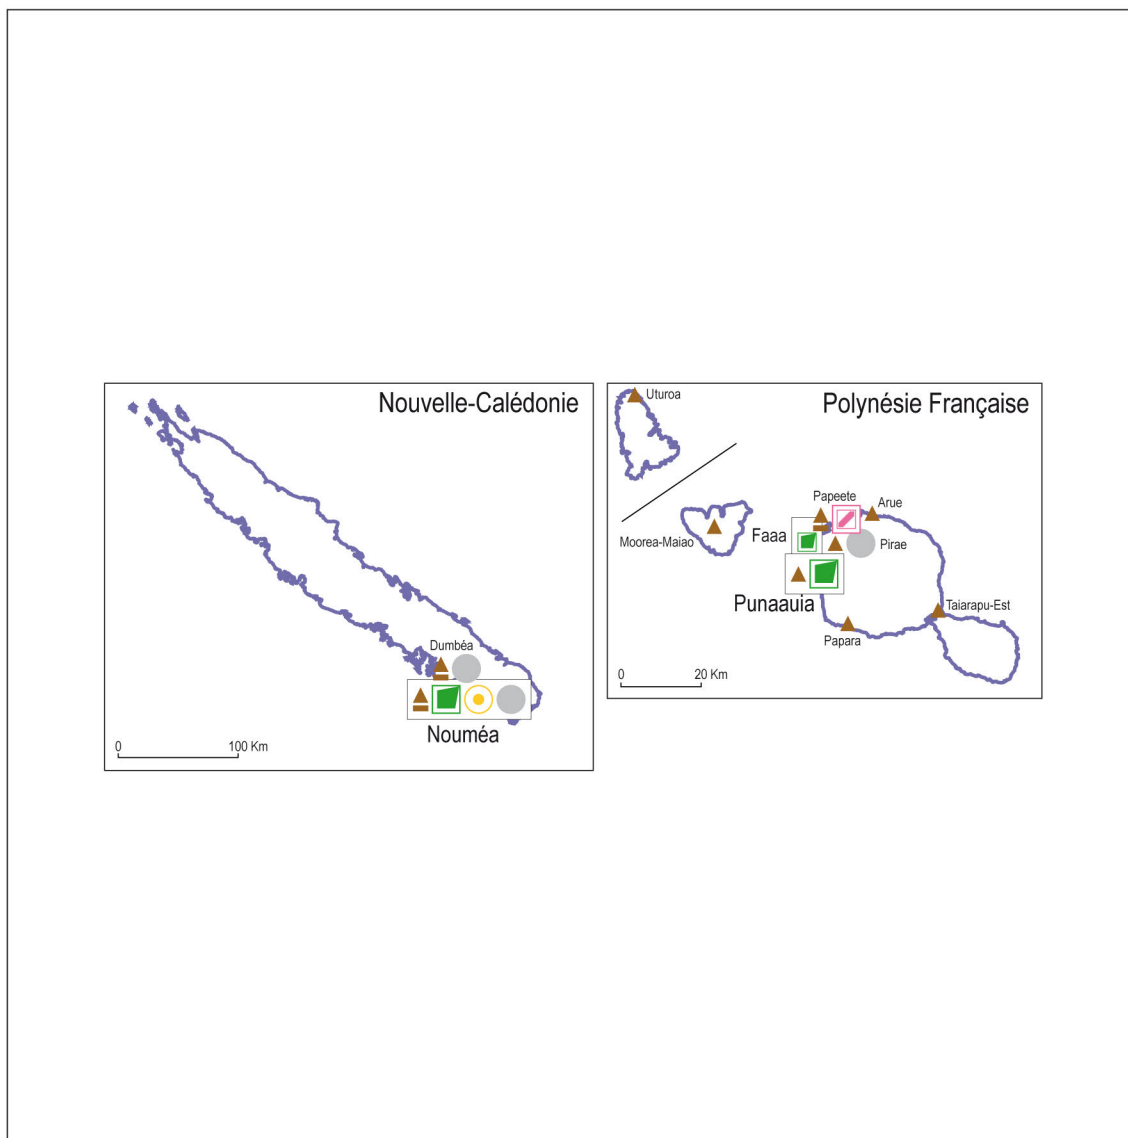 Nouvelle-Calédonie
Dumbéa
Nouméa
0
100 Km
Polynésie Française
Uturoa
Papeete
Arue
Moorea-Maiao
Faaa
Pirae
Punaauia
Taiarapu-Est
Papara
0
20 Km